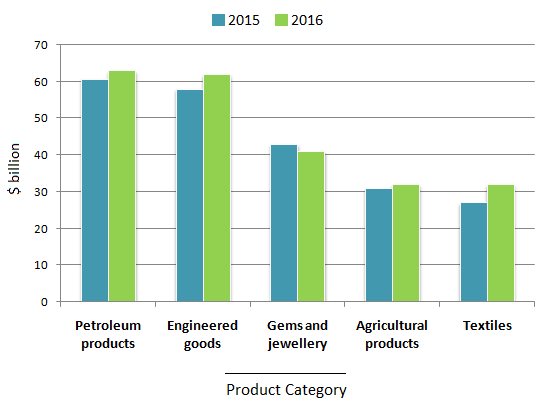 2015 2016
70
60
50
40
30
20
10
0
$ billion
Petroleum products
Engineered goods
Gems and jewellery
Agricultural products
Textiles
Product Category